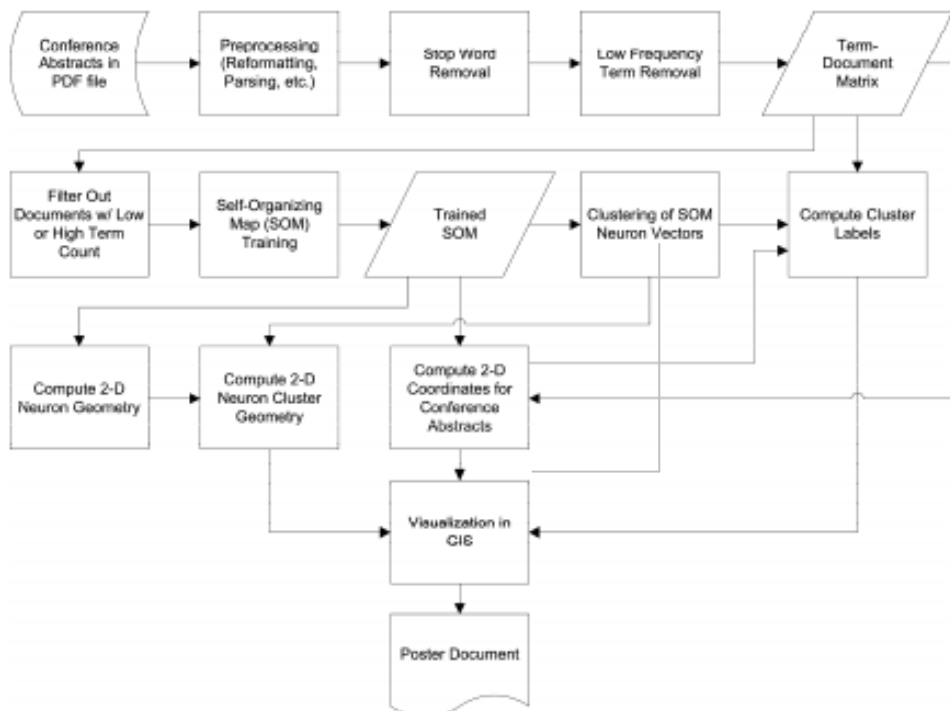 Conference
Abstracts in
PDF file
Preprocessing
(Reformatting,
Parsing, etc.)
Stop Word
Removal
Low Frequency
Term Removal
Term-
Document
Matrix
Filter Out
Documents w/ Low
or High Term
Count
Self-Organizing
Map (SOM)
Training
Trained
SOM
Clustering of SOM
Neuron Vectors
Compute Cluster
Labels
Compute 2-D
Neuron Geometry
Compute 2-D
Neuron Cluster
Geometry
Compute 2-D
Coordinates for
Conference
Abstracts
Visualization in
GIS
Poster Document